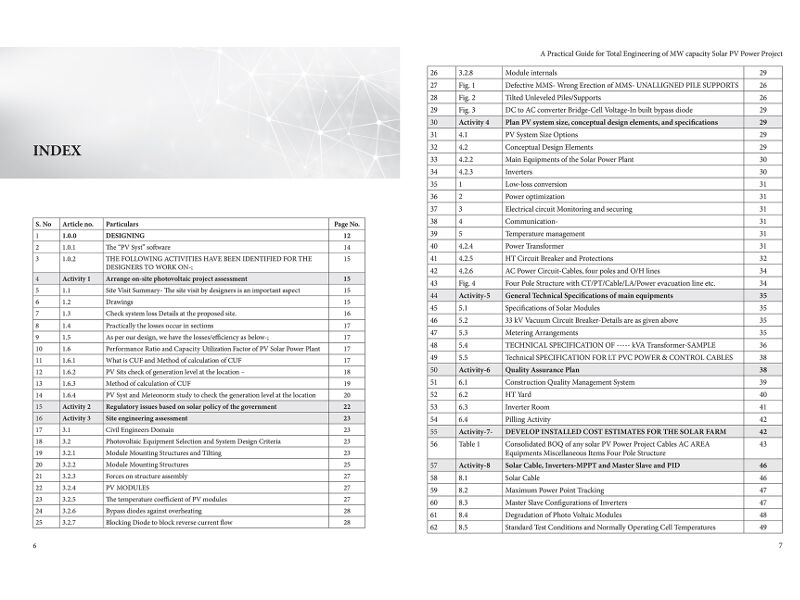 INDEX
S. No Article no. Particulars Page No.
1 1.0.0 DESIGNING 12
2 1.0.1 The "PV Syst" software 14
3 1.0.2 THE FOLLOWING ACTIVITIES HAVE BEEN IDENTIFIED FOR THE 15
DESIGNERS TO WORK ON-;
4 Activity 1 Arrange on-site photovoltaic project assessment 15
5 1.1 Site Visit Summary- The site visit by designers is an important aspect 15
6 1.2 Drawings 15
7 1.3 Check system loss Details at the proposed site. 16
8 1.4 Practically the losses occur in sections 17
9 1.5 As per our design, we have the losses/efficiency as below-; 17
10 1.6 Performance Ratio and Capacity Utilization Factor of PV Solar Power Plant 17
11 1.6.1 What is CUF and Method of calculation of CUF 17
12 1.6.2 PV Sits check of generation level at the location – 18
13 1.6.3 Method of calculation of CUF 19
14 1.6.4 PV Syst and Meteonorm study to check the generation level at the location 20
15 Activity 2 Regulatory issues based on solar policy of the government 22
16 Activity 3 Site engineering assessment 23
17 3.1 Civil Engineers Domain 23
18 3.2 Photovoltaic Equipment Selection and System Design Criteria 23
19 3.2.1 Module Mounting Structures and Tilting 23
20 3.2.2 Module Mounting Structures 25
21 3.2.3 Forces on structure assembly 27
22 3.2.4 PV MODULES 27
23 3.2.5 The temperature coefficient of PV modules 27
24 3.2.6 Bypass diodes against overheating 28
25 3.2.7 Blocking Diode to block reverse current flow 28
6
A Practical Guide for Total Engineering of MW capacity Solar PV Power Project
26 3.2.8 Module internals 29
27 Fig. 1 Defective MMS- Wrong Erection of MMS- UNALLIGNED PILE SUPPORTS 26
28 Fig. 2 Tilted Unleveled Piles/Supports 26
29 Fig. 3 DC to AC converter Bridge-Cell Voltage-In built bypass diode 29
30 Activity 4 Plan PV system size, conceptual design elements, and specifications 29
31 4.1 PV System Size Options 29
32 4.2 Conceptual Design Elements 29
33 4.2.2 Main Equipments of the Solar Power Plant 30
34 4.2.3 Inverters 30
35 1 Low-loss conversion 31
36 2 Power optimization 31
37 3 Electrical circuit Monitoring and securing 31
38 4 Communication- 31
39 5 Temperature management 31
40 4.2.4 Power Transformer 31
41 4.2.5 HT Circuit Breaker and Protections 32
42 4.2.6 AC Power Circuit-Cables, four poles and O/H lines 34
43 Fig. 4 Four Pole Structure with CT/PT/Cable/LA/Power evacuation line etc. 34
44 Activity-5 General Technical Specifications of main equipments 35
45 5.1 Specifications of Solar Modules 35
46 5.2 33 kV Vacuum Circuit Breaker-Details are as given above 35
47 5.3 Metering Arrangements 35
48 5.4 TECHNICAL SPECIFICATION OF ----- kVA Transformer-SAMPLE 36
49 5.5 Technical SPECIFICATION FOR LT PVC POWER & CONTROL CABLES 38
50 Activity-6 Quality Assurance Plan 38
51 6.1 Construction Quality Management System 39
52 6.2 HT Yard 40
53 6.3 Inverter Room 41
54 6.4 Pilling Activity 42
55 Activity-7- DEVELOP INSTALLED COST ESTIMATES FOR THE SOLAR FARM 42
56 Table 1 Consolidated BOQ of any solar PV Power Project Cables AC AREA 43
Equipments Miscellaneous Items Four Pole Structure
57 Activity-8 Solar Cable, Inverters-MPPT and Master Slave and PID 46
58 8.1 Solar Cable 46
59 8.2 Maximum Power Point Tracking 47
60 8.3 Master Slave Configurations of Inverters 47
61 8.4 Degradation of Photo Voltaic Modules 48
62 8.5 Standard Test Conditions and Normally Operating Cell Temperatures 49
7